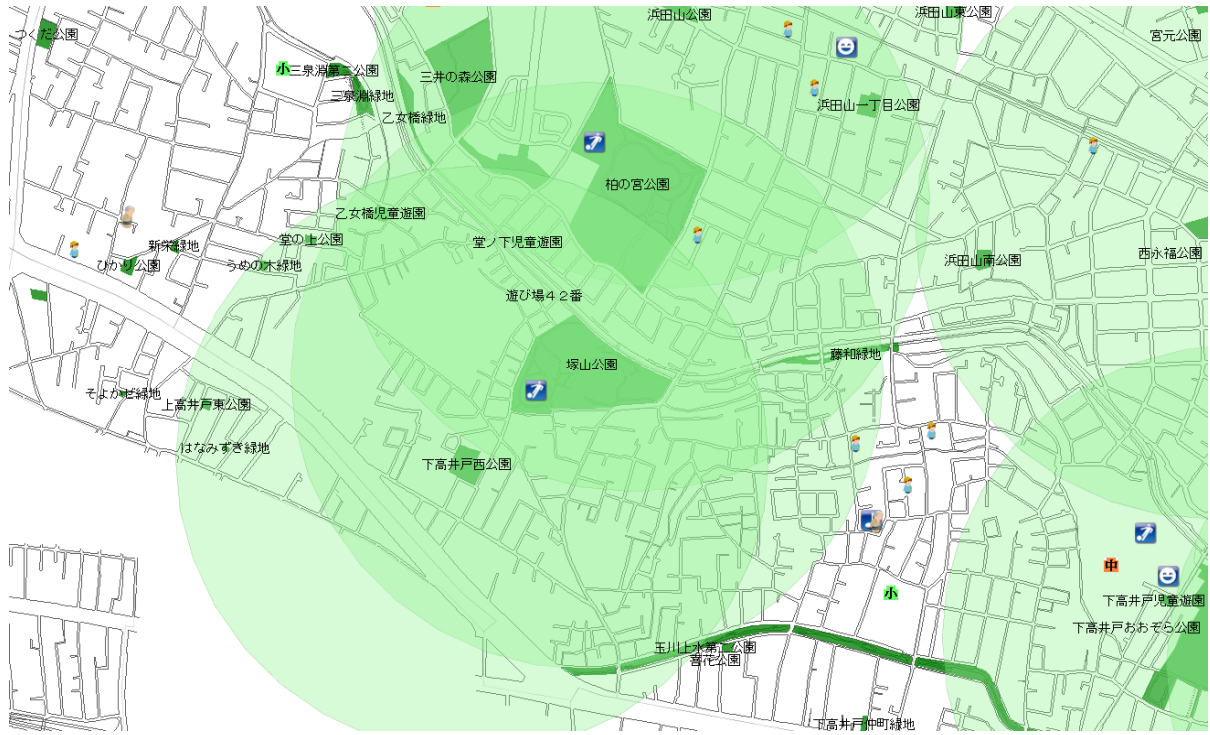 浜田山公園
浜田山東公園
つくだ公園
宮元公園
小
三泉淵第二公園
三井の森公園
三泉淵緑地
浜田山一丁目公園
乙女橋緑地
柏の宮公園
乙女橋児童遊園
堂の上公園
堂ノ下児童遊園
新栄緑地
西永福公園
浜田山南公園
ひかり公園
うめの木緑地
遊び場42番
藤和緑地
塚山公園
そよかぜ緑地
上高井戸東公園
はなみずき緑地
下高井戸西公園
中
小
下高井戸児童遊園
下高井戸おおぞら公園
玉川上水第二公園
喜花公園
下高井戸仲町緑地